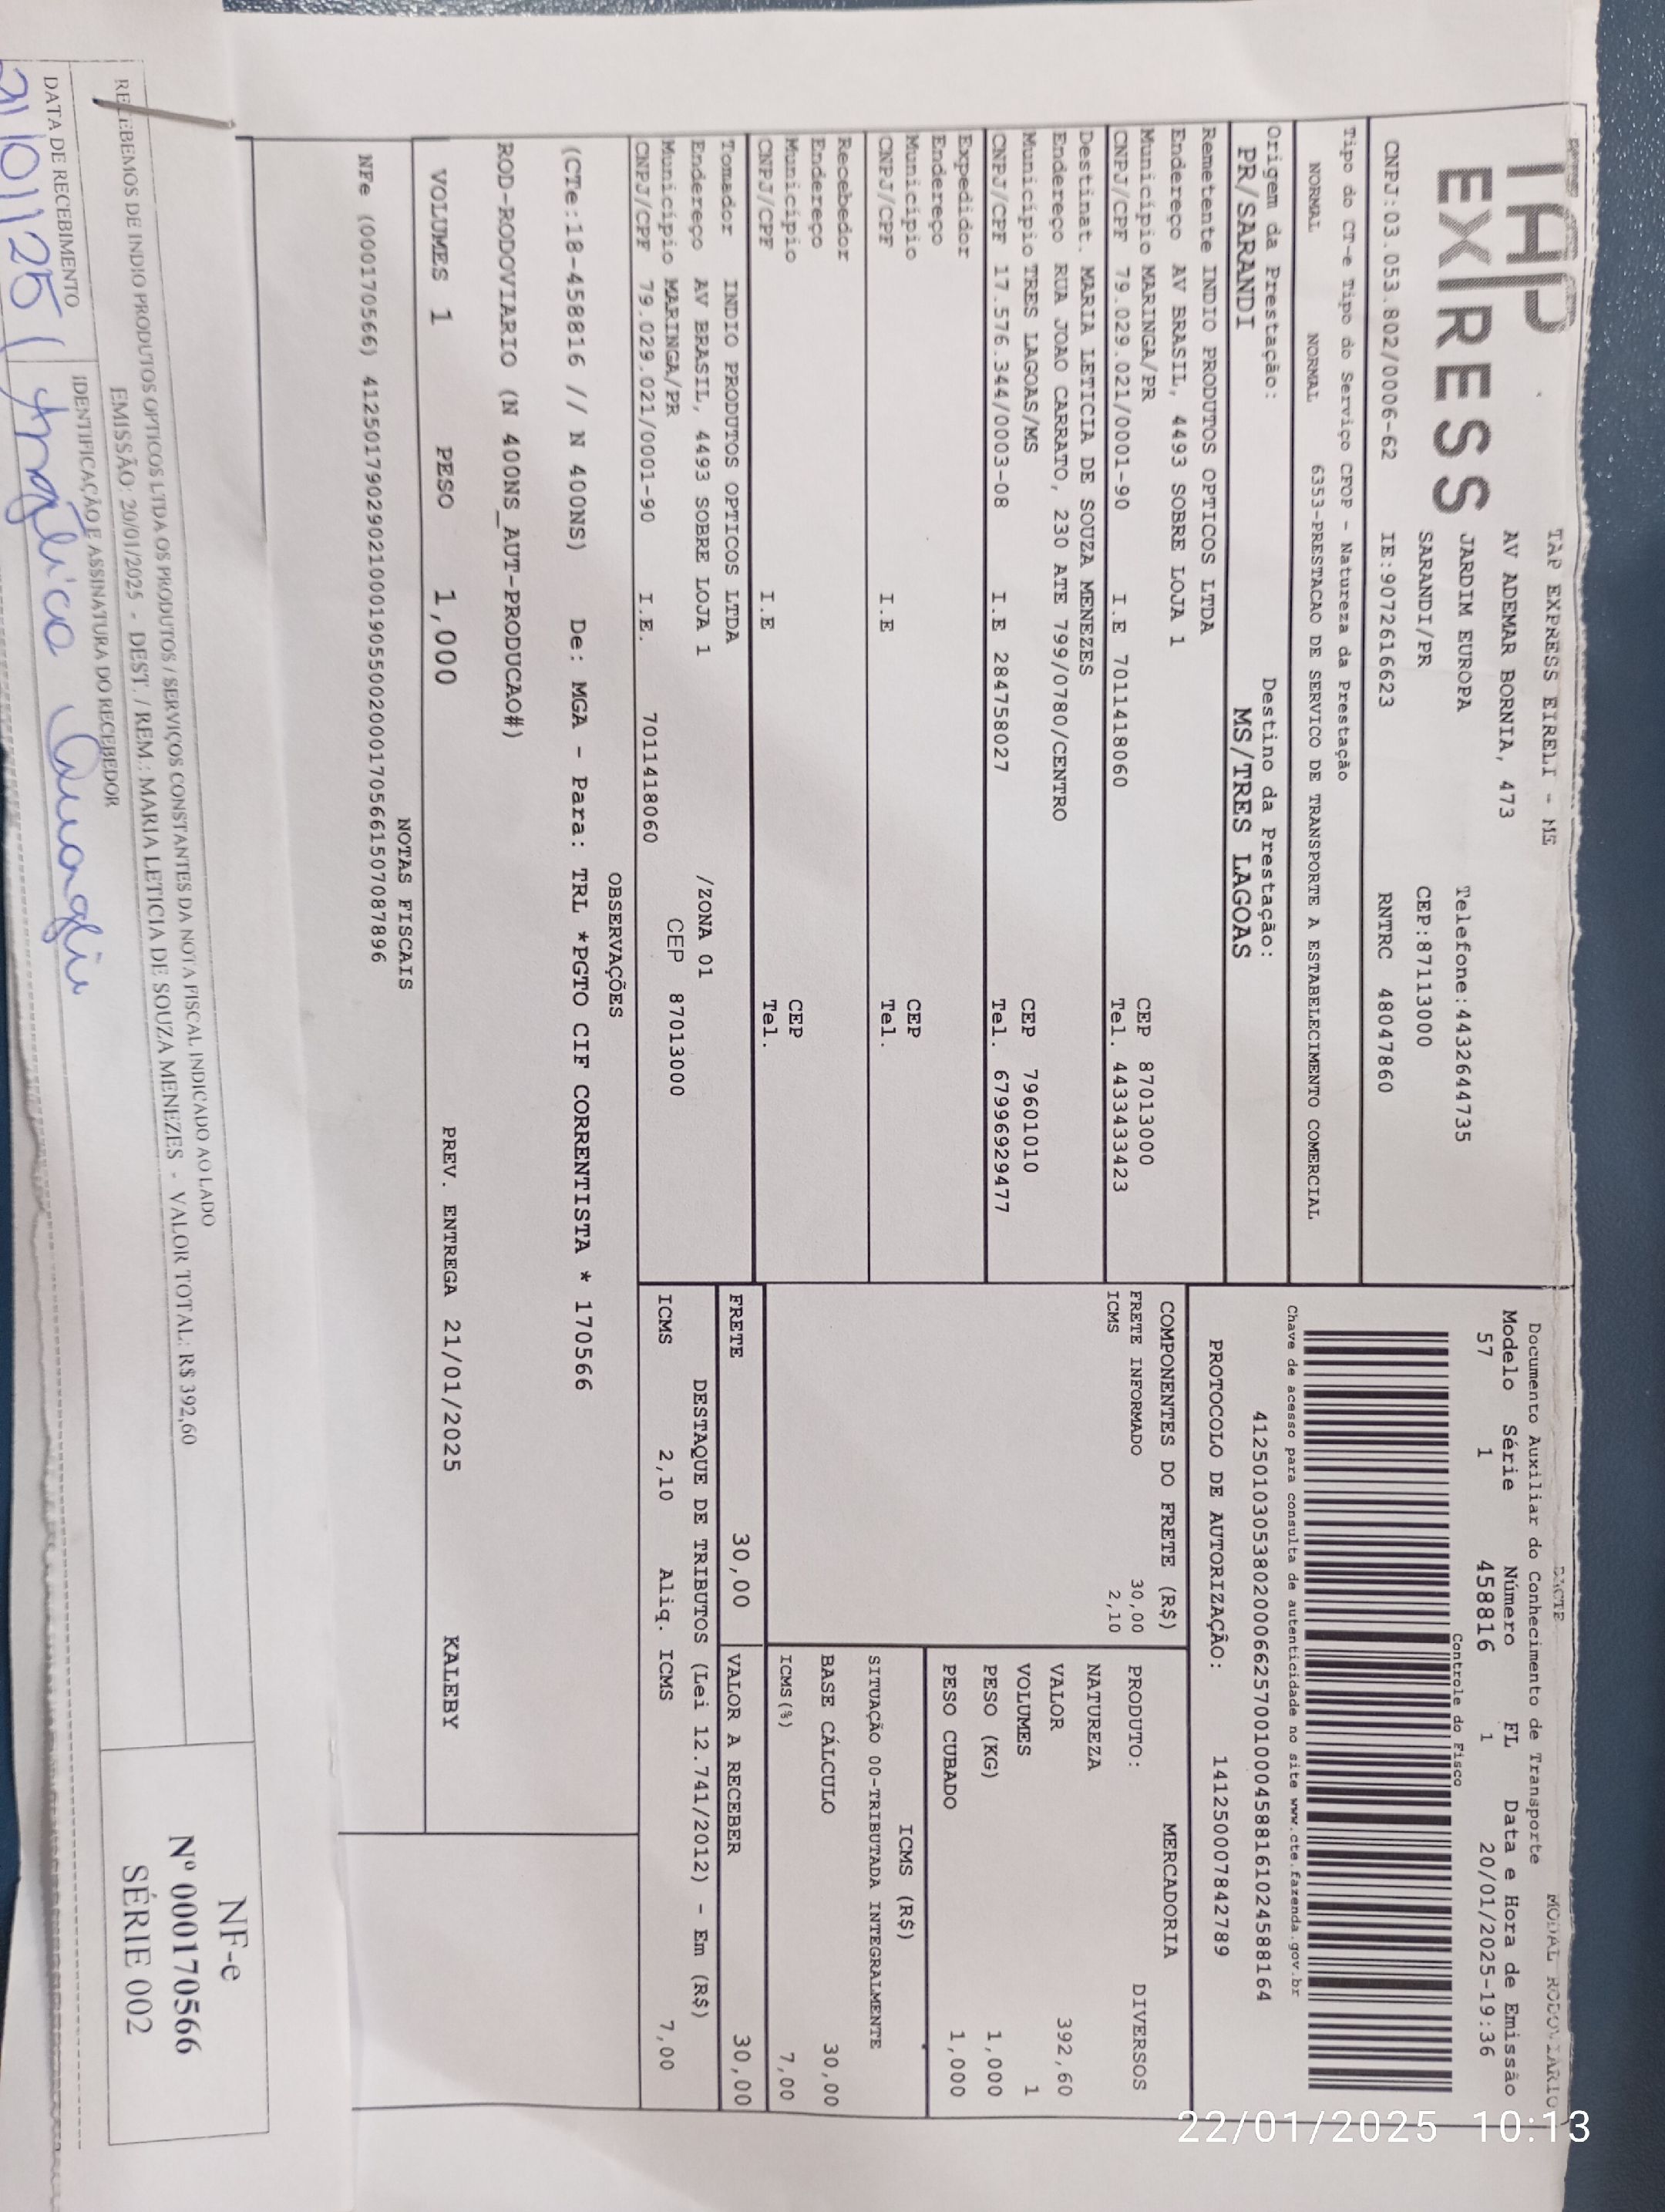 TAP
EXPRESS
TAP EXPRESS EIRELI - ME
AV ADEMAR BORNIA, 473
JARDIM EUROPA Telefone:4432644735
SARANDI/PR CEP:87113000
CNPJ:03.053.802/0006-62 IE:9072616623 RNTRC 48047860
DACTE MODAL RODOVIARIO
Documento Auxiliar do Conhecimento de Transporte
Modelo Série Número FL Data e Hora de Emissão
57 1 458816 1 20/01/2025-19:36
Controle do Fisco
Chave de acesso para consulta de autenticidade no site www.cte.fazenda.gov.br
41250103053802000662570010004588161024588164
PROTOCOLO DE AUTORIZAÇÃO: 141250007842789
Tipo do CT-e Tipo do Serviço CFOP - Natureza da Prestação
NORMAL NORMAL 6353-PRESTACAO DE SERVICO DE TRANSPORTE A ESTABELECIMENTO COMERCIAL
Origem da Prestação: Destino da Prestação:
PR/SARANDI MS/TRES LAGOAS
Remetente INDIO PRODUTOS OPTICOS LTDA
Endereço AV BRASIL, 4493 SOBRE LOJA 1
Município MARINGA/PR CEP 87013000
CNPJ/CPF 79.029.021/0001-90 I.E 7011418060 Tel. 443343​3423
Destinat. MARIA LETICIA DE SOUZA MENEZES
Endereço RUA JOAO CARRATO, 230 ATE 799/0780/CENTRO
Município TRES LAGOAS/MS CEP 79601010
CNPJ/CPF 17.576.344/0003-08 I.E 284758027 Tel. 67996929477
Expedidor
Endereço
Município CEP
CNPJ/CPF I.E Tel.
Recebedor
Endereço
Município CEP
CNPJ/CPF I.E Tel.
Tomador INDIO PRODUTOS OPTICOS LTDA
Endereço AV BRASIL, 4493 SOBRE LOJA 1 /ZONA 01
Município MARINGA/PR CEP 87013000
CNPJ/CPF 79.029.021/0001-90 I.E. 7011418060
COMPONENTES DO FRETE (R$)
FRETE INFORMADO 30,00
ICMS 2,10
MERCADORIA
PRODUTO: DIVERSOS
NATUREZA
VALOR 392,60
VOLUMES 1
PESO (KG) 1,000
PESO CUBADO 1,000
ICMS (R$)
SITUAÇÃO 00-TRIBUTADA INTEGRALMENTE
BASE CÁLCULO 30,00
ICMS(%) 7,00
FRETE 30,00 VALOR A RECEBER 30,00
DESTAQUE DE TRIBUTOS (Lei 12.741/2012) - Em (R$)
ICMS 2,10 Aliq. ICMS 7,00
OBSERVAÇÕES
(CTe:18-458816 // N 400NS) De: MGA - Para: TRL *PGTO CIF CORRENTISTA * 170566
ROD-RODOVIARIO (N 400NS_AUT-PRODUCAO#)
VOLUMES 1 PESO 1,000 PREV. ENTREGA 21/01/2025 KALEBY
NOTAS FISCAIS
NFe (000170566) 41250179029021000190550020001705661507087896
RECEBEMOS DE INDIO PRODUTOS OPTICOS LTDA OS PRODUTOS / SERVIÇOS CONSTANTES DA NOTA FISCAL INDICADO AO LADO
EMISSÃO: 20/01/2025 - DEST. / REM.: MARIA LETICIA DE SOUZA MENEZES - VALOR TOTAL: R$ 392,60
DATA DE RECEBIMENTO IDENTIFICAÇÃO E ASSINATURA DO RECEBEDOR
21/01/25 Angélica
NF-e
Nº 000170566
SÉRIE 002
22/01/2025 10:13